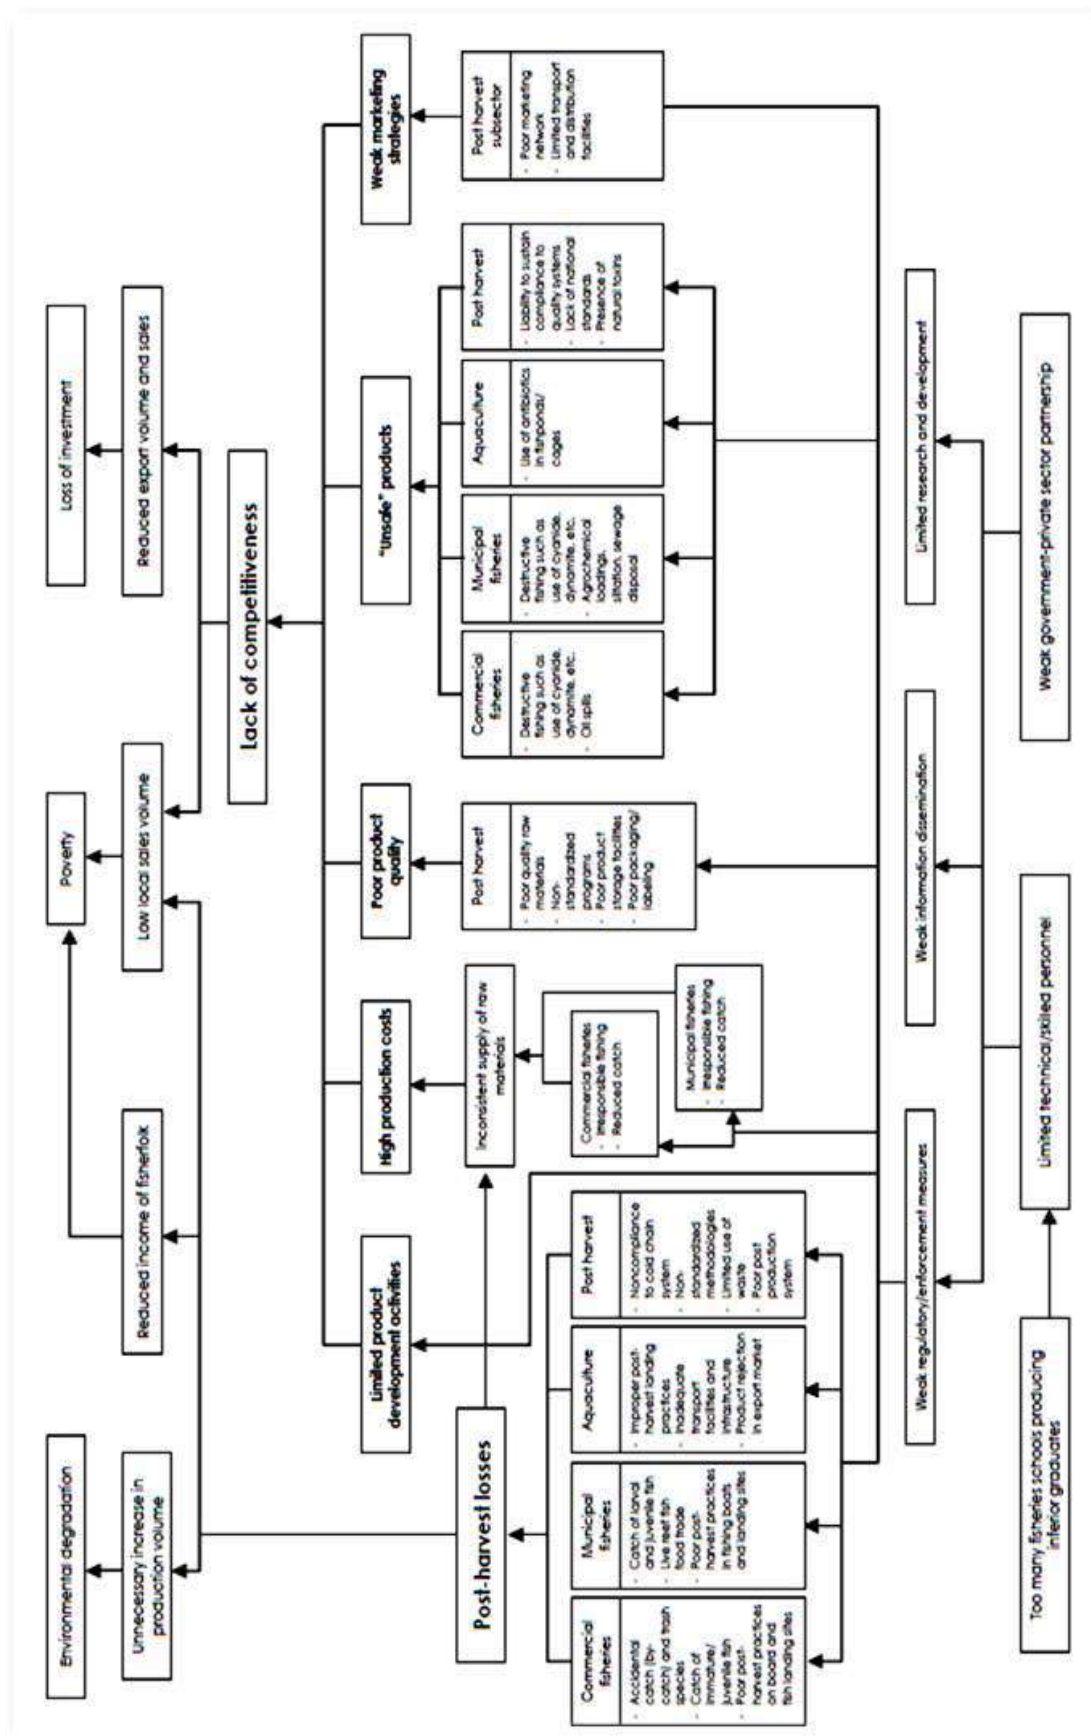 Environmental degradation
Poverty
Loss of investment
Unnecessary increase in
production volume
Reduced income of fisherfolk
Low local sales volume
Reduced export volume and sales
Lack of competitiveness
Limited product
development activities
High production costs
Poor product
quality
"Unsafe" products
Weak marketing
strategies
Post-harvest losses
Inconsistent supply of raw
materials
Post harvest
- Poor quality raw
materials
- Non-
standardized
programs
- Poor product
storage facilities
- Poor packaging/
labeling
Commercial
fisheries
- Destructive
fishing such as
use of cyanide,
dynamite, etc.
- Oil spills
Municipal
fisheries
- Destructive
fishing such as
use of cyanide,
dynamite, etc.
- Agrochemical
loadings,
siltation, sewage
disposal
Aquaculture
- Use of antibiotics
in fishponds/
cages
Post harvest
- Liability to sustain
compliance to
quality systems
- Lack of national
standards
- Presence of
natural toxins
Post harvest
subsector
- Poor marketing
network
- Limited transport
and distribution
facilities
Commercial
fisheries
- Accidental
catch (by-
catch) and trash
species
- Catch of
immature/
juvenile fish
- Poor post-
harvest practices
on board and
fish landing sites
Municipal
fisheries
- Catch of larval
and juvenile fish
- Live reef fish
food trade
- Poor post-
harvest practices
in fishing boats
and landing sites
Aquaculture
- Improper post-
harvest landing
practices
- Inadequate
transport
facilities and
infrastructure
- Product rejection
in export market
Post harvest
- Noncompliance
to cold chain
system
- Non-
standardized
methodologies
- Limited use of
waste
- Poor post
production
system
Commercial fisheries
- Irresponsible fishing
- Reduced catch
Municipal fisheries
- Irresponsible fishing
- Reduced catch
Weak regulatory/enforcement measures
Weak information dissemination
Limited research and development
Too many fisheries schools producing
inferior graduates
Limited technical/skilled personnel
Weak government-private sector partnership